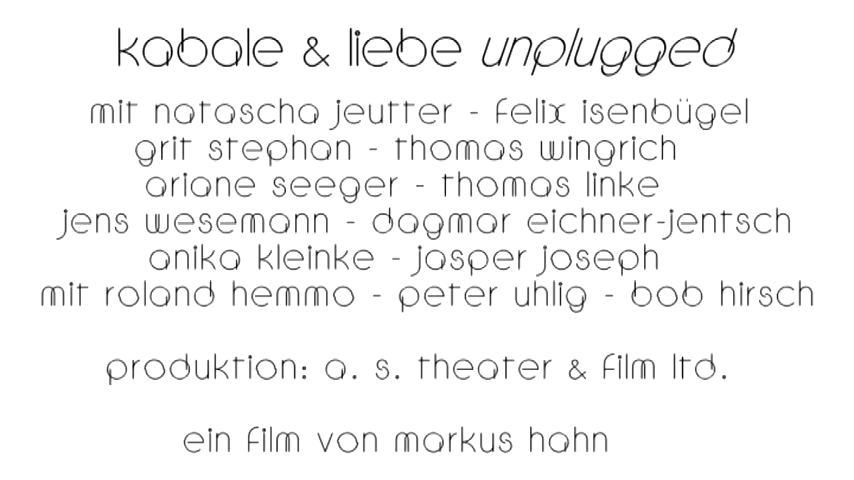 kabale & liebe unplugged
mit natascha jeutter - felix isenbügel
grit stephan - thomas wingrich
ariane seeger - thomas linke
jens wesemann - dagmar eichner-jentsch
anika kleinke - jasper joseph
mit roland hemmo - peter uhlig - bob hirsch
produktion: a. s. theater & film ltd.
ein film von markus hahn